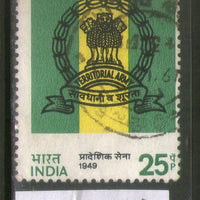 TERRITORIAL ARMY
सावधानी व शूरता
भारत
INDIA
प्रादेशिक सेना
1949
25 पै
P